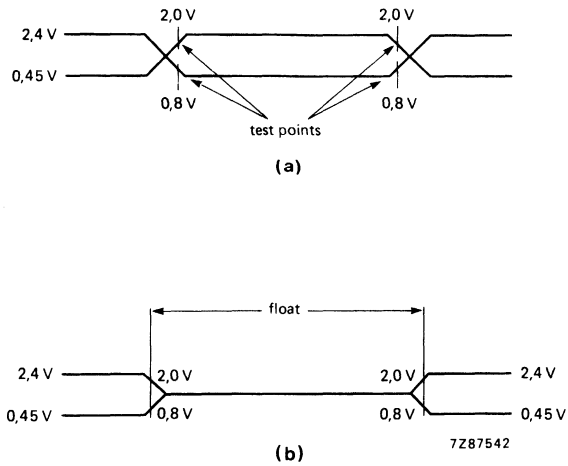 2,0 V 2,0 V
2,4 V
0,45 V
0,8 V 0,8 V
test points
(a)
float
2,4 V 2,0 V 2,0 V 2,4 V
0,45 V 0,8 V 0,8 V 0,45 V
7Z87542
(b)